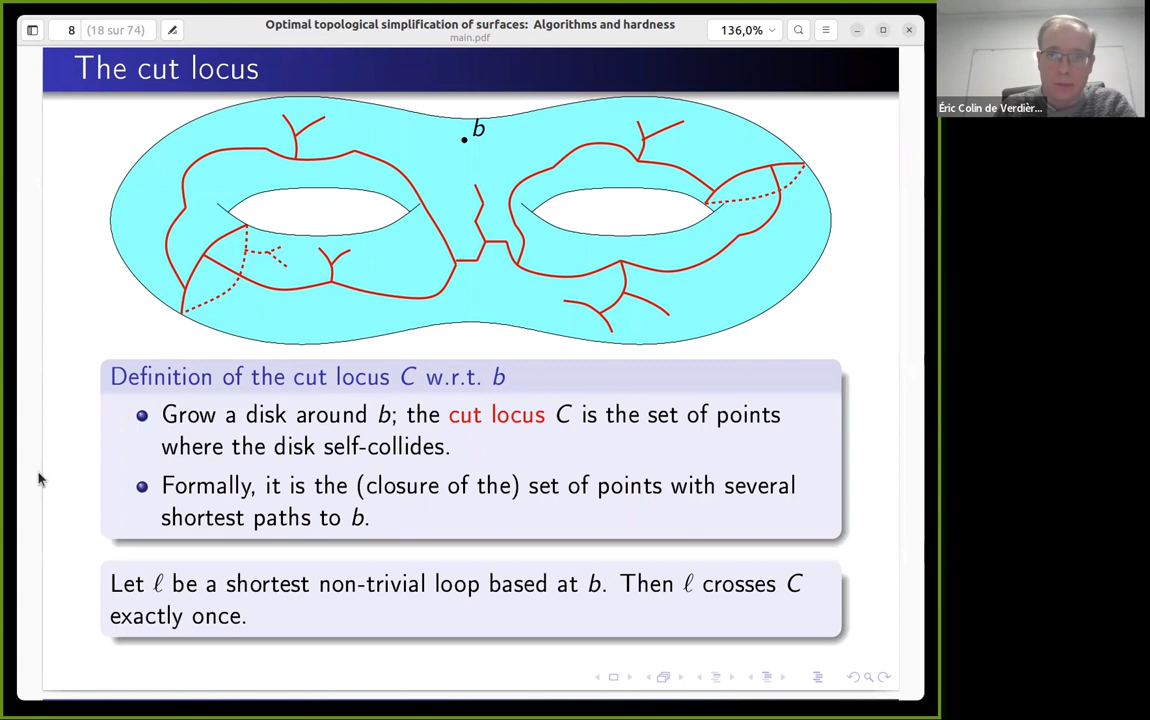 8
(18 sur 74)
Optimal topological simplification of surfaces: Algorithms and hardness
main.pdf
136,0%
The cut locus
b
Definition of the cut locus C w.r.t. b
Grow a disk around b; the cut locus C is the set of points
where the disk self-collides.
Formally, it is the (closure of the) set of points with several
shortest paths to b.
Let ℓ be a shortest non-trivial loop based at b. Then ℓ crosses C
exactly once.
Éric Colin de Verdièr...